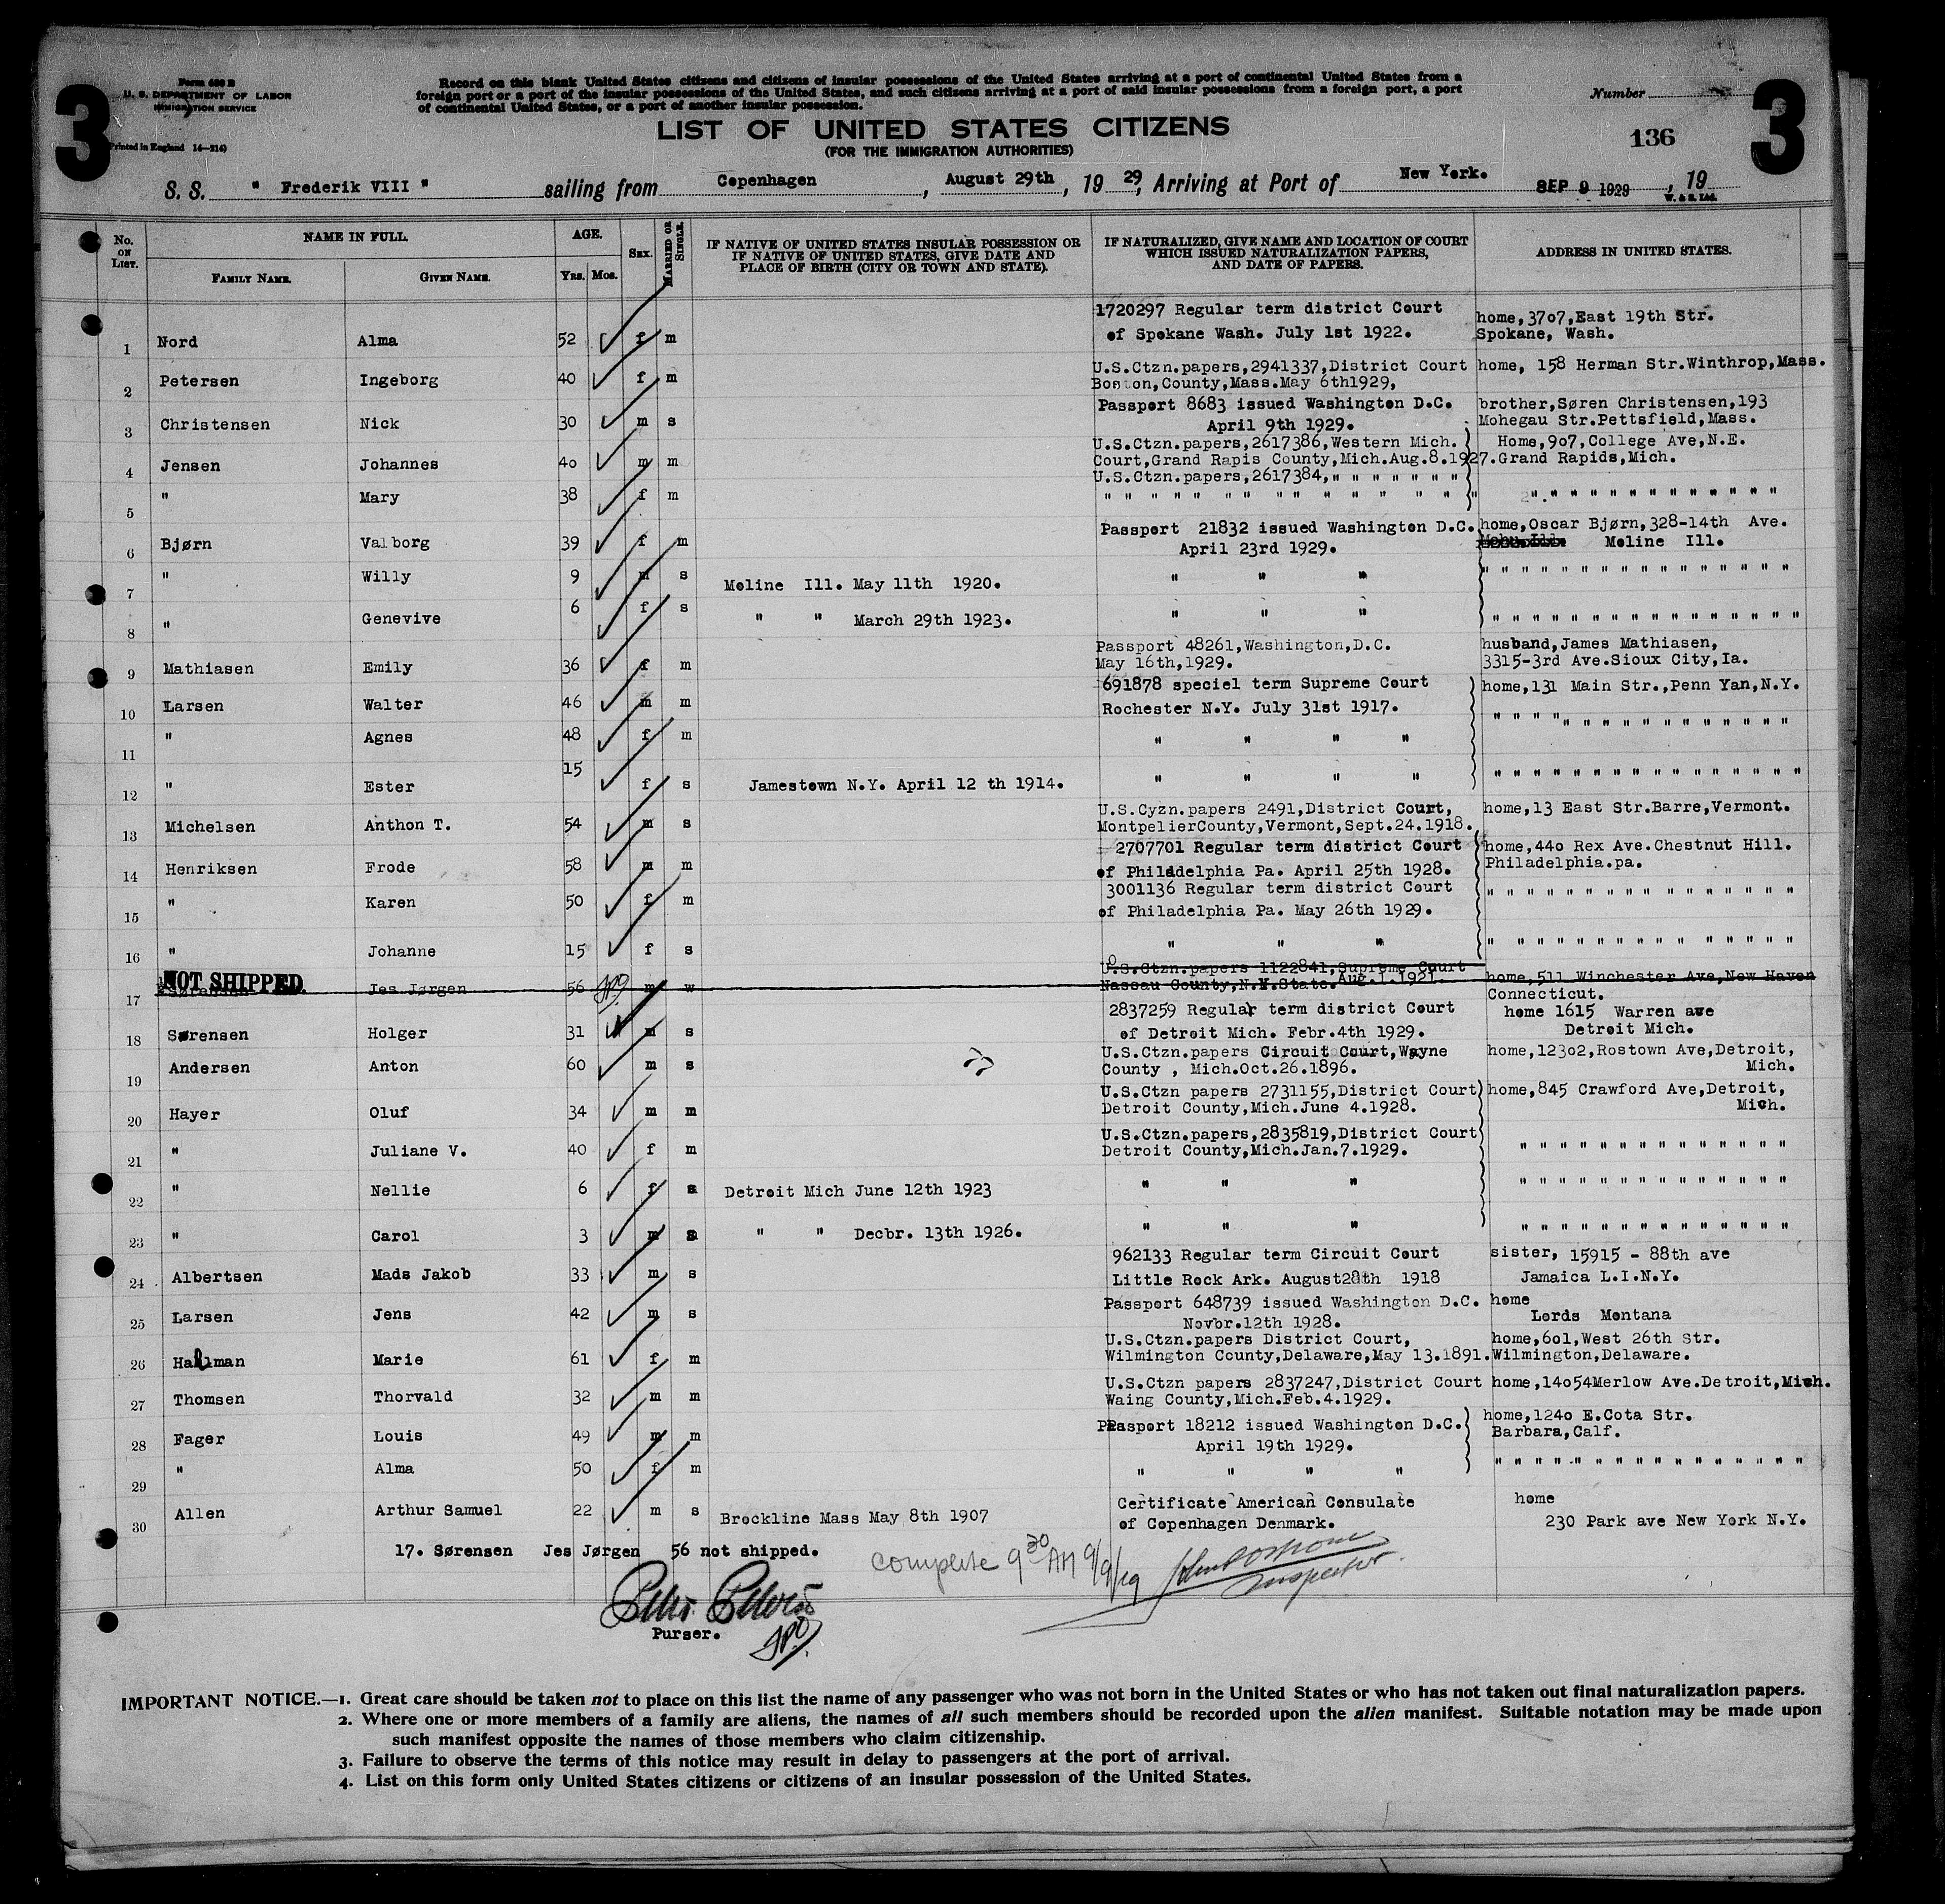 3
Form 630 B
U. S. DEPARTMENT OF LABOR
IMMIGRATION SERVICE
Printed in England 14—214)
Record on this blank United States citizens and citizens of insular possessions of the United States arriving at a port of continental United States from a
foreign port or a port of the insular possessions of the United States, and such citizens arriving at a port of said insular possessions from a foreign port, a port
of continental United States, or a port of another insular possession.
Number
3
LIST OF UNITED STATES CITIZENS
(FOR THE IMMIGRATION AUTHORITIES)
136
S. S. " Frederik VIII " sailing from Copenhagen , August 29th , 19 29, Arriving at Port of New York. SEP 9 1929 , 19
W. & S. Ltd.
No. ON LIST. NAME IN FULL. FAMILY NAME. GIVEN NAME. AGE. YRS. MOS. SEX. MARRIED OR SINGLE. IF NATIVE OF UNITED STATES INSULAR POSSESSION OR IF NATIVE OF UNITED STATES, GIVE DATE AND PLACE OF BIRTH (CITY OR TOWN AND STATE). IF NATURALIZED, GIVE NAME AND LOCATION OF COURT WHICH ISSUED NATURALIZATION PAPERS, AND DATE OF PAPERS. ADDRESS IN UNITED STATES.
1 Nord Alma 52 f m 1720297 Regular term district Court of Spokane Wash. July 1st 1922. home,3707,East 19th Str. Spokane, Wash.
2 Petersen Ingeborg 40 f m U.S.Ctzn.papers,2941337,District Court Boston,County,Mass.May 6th1929, home, 158 Herman Str.Winthrop,Mass.
3 Christensen Nick 30 m s Passport 8683 issued Washington D.C. April 9th 1929. brother,Søren Christensen,193 Mohegau Str.Pettsfield,Mass.
4 Jensen Johannes 40 m m U.S.Ctzn.papers,2617386,Western Mich. Court,Grand Rapis County,Mich.Aug.8.1927. Home,907,College Ave,N.E. Grand Rapids,Mich.
5 " Mary 38 f m U.S.Ctzn.papers,2617384," " " " " " " " " " " " " " " " " " " " " " " " " " " " " " " " " " " "
6 Bjørn Valborg 39 f m Passport 21832 issued Washington D.C. April 23rd 1929. home,Oscar Bjørn,328-14th Ave. Moline Ill.
7 " Willy 9 m s Moline Ill. May 11th 1920. " " " " " " " " " " " " " " " " " " " "
8 " Genevive 6 f s " " March 29th 1923. " " " " " " " " " " " " " " " " " " " "
9 Mathiasen Emily 36 f m Passport 48261,Washington,D.C. May 16th,1929. husband,James Mathiasen, 3315-3rd Ave.Sioux City,Ia.
10 Larsen Walter 46 m m 691878 speciel term Supreme Court Rochester N.Y. July 31st 1917. home,131 Main Str.,Penn Yan,N.Y.
11 " Agnes 48 f m " " " " " " " " " " " " " " " " " " " " "
12 " Ester 15 f s Jamestown N.Y. April 12 th 1914. " " " " " " " " " " " " " " " " " " " " "
13 Michelsen Anthon T. 54 m s U.S.Cyzn.papers 2491,District Court, MontpelierCounty,Vermont,Sept.24.1918. home,13 East Str.Barre,Vermont.
14 Henriksen Frode 58 m m 2707701 Regular term district Court of Philadelphia Pa. April 25th 1928. home,440 Rex Ave.Chestnut Hill. Philadelphia.pa.
15 " Karen 50 f m 3001136 Regular term district Court of Philadelphia Pa. May 26th 1929. " " " " " " " " " " " " " " " " "
16 " Johanne 15 f s " " " " " " " " " " " " " " " " " " " "
17 NOT SHIPPED. Sørensen Jes Jørgen 56 m w U.S.Ctzn.papers 1122841,Supreme Court Nassau County,N.Y.State.Aug.1.1921. home,511 Winchester Ave,New Haven Connecticut.
18 Sørensen Holger 31 m s 2837259 Regular term district Court of Detroit Mich. Febr.4th 1929. home 1615 Warren ave Detroit Mich.
19 Andersen Anton 60 m s U.S.Ctzn.papers Circuit Court,Wayne County , Mich.Oct.26.1896. home,12302,Rostown Ave,Detroit, Mich.
20 Hayer Oluf 34 m m U.S.Ctzn papers 2731155,District Court Detroit County,Mich.June 4.1928. home,845 Crawford Ave,Detroit, Mich.
21 " Juliane V. 40 f m U.S.Ctzn.papers,2835819,District Court Detroit County,Mich.Jan.7.1929. " " " " " " " " " " " " " "
22 " Nellie 6 f s Detroit Mich June 12th 1923 " " " " " " " " " " " " " " " " "
23 " Carol 3 m s " " Decbr. 13th 1926. " " " " " " " " " " " " " " " " "
24 Albertsen Mads Jakob 33 m s 962133 Regular term Circuit Court Little Rock Ark. August28th 1918 sister, 15915 - 88th ave Jamaica L.I.N.Y.
25 Larsen Jens 42 m s Passport 648739 issued Washington D.C. Novbr.12th 1928. home Lords Montana
26 Hallman Marie 61 f m U.S.Ctzn.papers District Court, Wilmington County,Delaware,May 13.1891. home,601,West 26th Str. Wilmington,Delaware.
27 Thomsen Thorvald 32 m m U.S.Ctzn papers 2837247,District Court Waing County,Mich.Feb.4.1929. home,14054Merlow Ave.Detroit,Mich.
28 Fager Louis 49 m m Passport 18212 issued Washington D.C. April 19th 1929. home,1240 E.Cota Str. Barbara,Calf.
29 " Alma 50 f m " " " " " " " " " " " " " " " " " " " " "
30 Allen Arthur Samuel 22 m s Brockline Mass May 8th 1907 Certificate American Consulate of Copenhagen Denmark. home 230 Park ave New York N.Y.
17. Sørensen Jes Jørgen 56 not shipped.
complete 9 30 AM 9/9/29
Inspector
Purser.
IMPORTANT NOTICE.—1. Great care should be taken not to place on this list the name of any passenger who was not born in the United States or who has not taken out final naturalization papers.
2. Where one or more members of a family are aliens, the names of all such members should be recorded upon the alien manifest. Suitable notation may be made upon
such manifest opposite the names of those members who claim citizenship.
3. Failure to observe the terms of this notice may result in delay to passengers at the port of arrival.
4. List on this form only United States citizens or citizens of an insular possession of the United States.